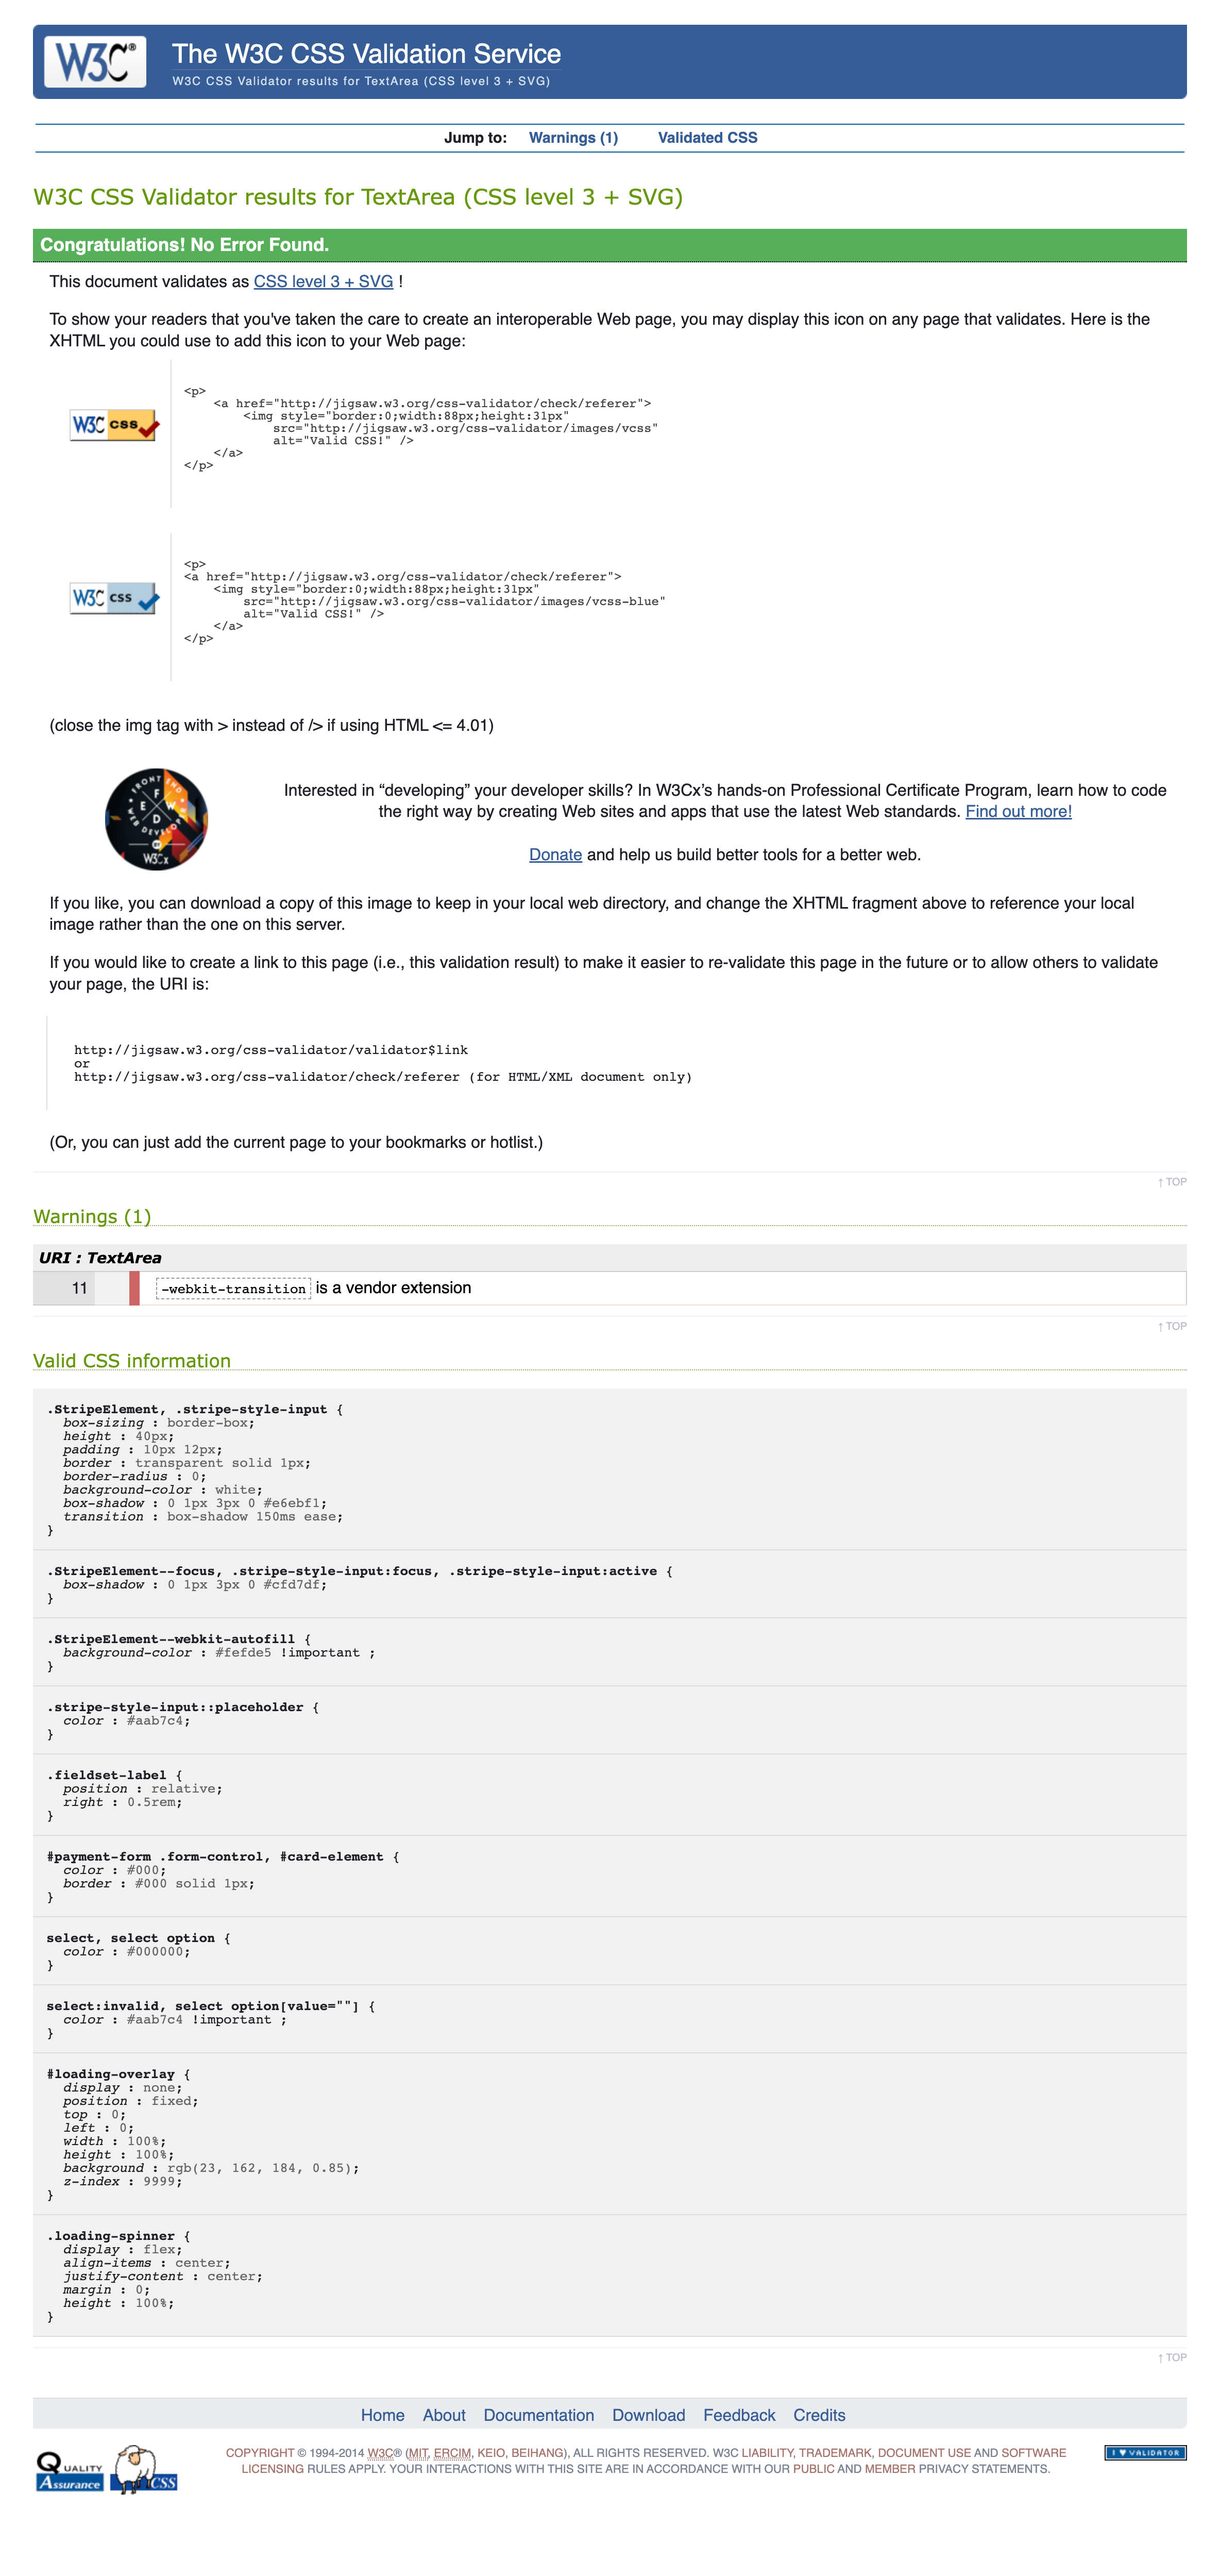 W3C®
The W3C CSS Validation Service
W3C CSS Validator results for TextArea (CSS level 3 + SVG)
Jump to: Warnings (1) Validated CSS
W3C CSS Validator results for TextArea (CSS level 3 + SVG)
Congratulations! No Error Found.
This document validates as CSS level 3 + SVG !
To show your readers that you've taken the care to create an interoperable Web page, you may display this icon on any page that validates. Here is the
XHTML you could use to add this icon to your Web page:
W3C css
<p>
    <a href="http://jigsaw.w3.org/css-validator/check/referer">
        <img style="border:0;width:88px;height:31px"
            src="http://jigsaw.w3.org/css-validator/images/vcss"
            alt="Valid CSS!" />
    </a>
</p>
W3C css
<p>
<a href="http://jigsaw.w3.org/css-validator/check/referer">
    <img style="border:0;width:88px;height:31px"
        src="http://jigsaw.w3.org/css-validator/images/vcss-blue"
        alt="Valid CSS!" />
    </a>
</p>
(close the img tag with > instead of /> if using HTML <= 4.01)
FRONT END
E F W D
WEB DEVELOP
W3Cx
Interested in “developing” your developer skills? In W3Cx’s hands-on Professional Certificate Program, learn how to code
the right way by creating Web sites and apps that use the latest Web standards. Find out more!
Donate and help us build better tools for a better web.
If you like, you can download a copy of this image to keep in your local web directory, and change the XHTML fragment above to reference your local
image rather than the one on this server.
If you would like to create a link to this page (i.e., this validation result) to make it easier to re-validate this page in the future or to allow others to validate
your page, the URI is:
http://jigsaw.w3.org/css-validator/validator$link
or
http://jigsaw.w3.org/css-validator/check/referer (for HTML/XML document only)
(Or, you can just add the current page to your bookmarks or hotlist.)
↑ TOP
Warnings (1)
URI : TextArea
11 -webkit-transition is a vendor extension
↑ TOP
Valid CSS information
.StripeElement, .stripe-style-input {
  box-sizing : border-box;
  height : 40px;
  padding : 10px 12px;
  border : transparent solid 1px;
  border-radius : 0;
  background-color : white;
  box-shadow : 0 1px 3px 0 #e6ebf1;
  transition : box-shadow 150ms ease;
}
.StripeElement--focus, .stripe-style-input:focus, .stripe-style-input:active {
  box-shadow : 0 1px 3px 0 #cfd7df;
}
.StripeElement--webkit-autofill {
  background-color : #fefde5 !important ;
}
.stripe-style-input::placeholder {
  color : #aab7c4;
}
.fieldset-label {
  position : relative;
  right : 0.5rem;
}
#payment-form .form-control, #card-element {
  color : #000;
  border : #000 solid 1px;
}
select, select option {
  color : #000000;
}
select:invalid, select option[value=""] {
  color : #aab7c4 !important ;
}
#loading-overlay {
  display : none;
  position : fixed;
  top : 0;
  left : 0;
  width : 100%;
  height : 100%;
  background : rgb(23, 162, 184, 0.85);
  z-index : 9999;
}
.loading-spinner {
  display : flex;
  align-items : center;
  justify-content : center;
  margin : 0;
  height : 100%;
}
↑ TOP
Home About Documentation Download Feedback Credits
Quality
Assurance
CSS
COPYRIGHT © 1994-2014 W3C® (MIT, ERCIM, KEIO, BEIHANG), ALL RIGHTS RESERVED. W3C LIABILITY, TRADEMARK, DOCUMENT USE AND SOFTWARE
LICENSING RULES APPLY. YOUR INTERACTIONS WITH THIS SITE ARE IN ACCORDANCE WITH OUR PUBLIC AND MEMBER PRIVACY STATEMENTS.
I ♥ VALIDATOR